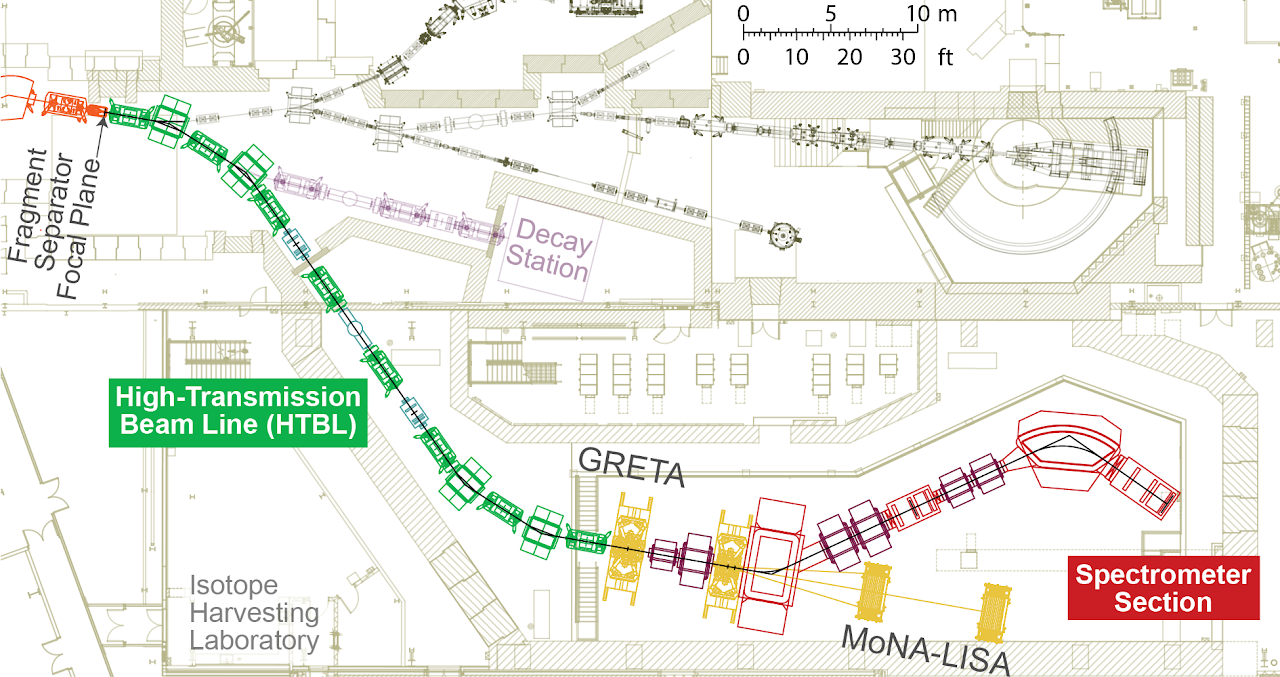 0 5 10 m
0 10 20 30 ft
Fragment
Separator
Focal Plane
Decay
Station
High-Transmission
Beam Line (HTBL)
GRETA
Isotope
Harvesting
Laboratory
Spectrometer
Section
MoNA-LISA